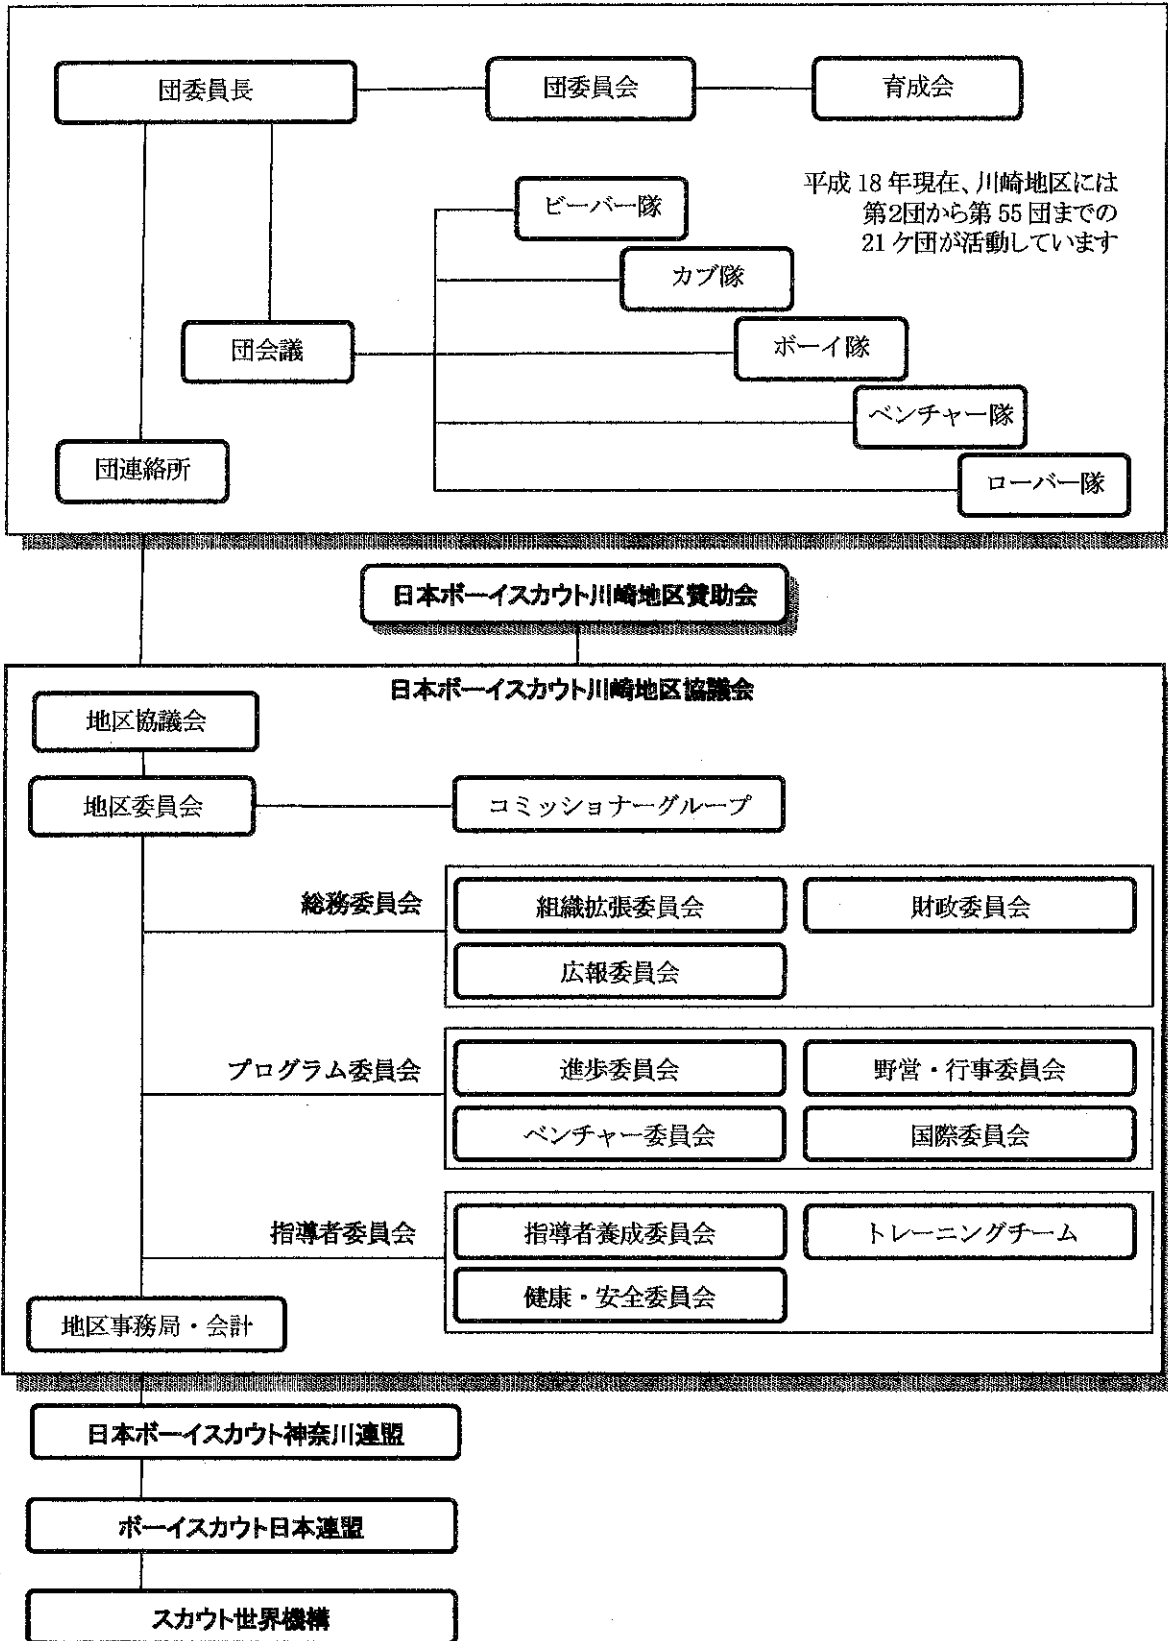 団委員長
団委員会
育成会
平成 18 年現在、川崎地区には
第2団から第 55 団までの
21 ケ団が活動しています
ビーバー隊
カブ隊
団会議
ボーイ隊
ベンチャー隊
団連絡所
ローバー隊
日本ボーイスカウト川崎地区賛助会
日本ボーイスカウト川崎地区協議会
地区協議会
地区委員会
コミッショナーグループ
総務委員会
組織拡張委員会
財政委員会
広報委員会
プログラム委員会
進歩委員会
野営・行事委員会
ベンチャー委員会
国際委員会
指導者委員会
指導者養成委員会
トレーニングチーム
健康・安全委員会
地区事務局・会計
日本ボーイスカウト神奈川連盟
ボーイスカウト日本連盟
スカウト世界機構